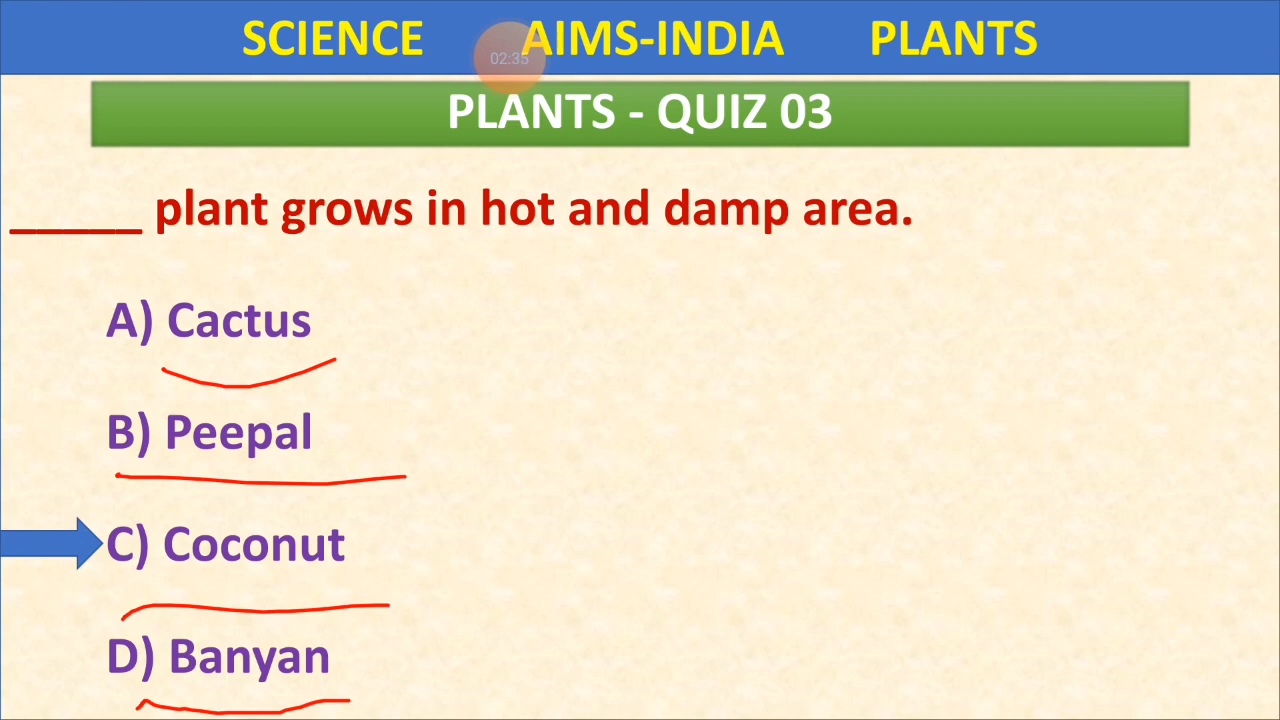 SCIENCE AIMS-INDIA PLANTS
02:35
PLANTS - QUIZ 03
_____ plant grows in hot and damp area.
A) Cactus
B) Peepal
C) Coconut
D) Banyan